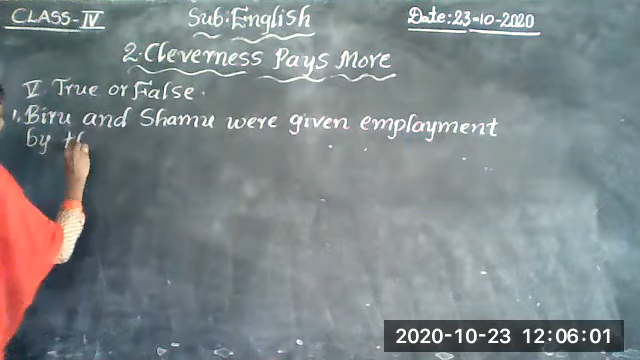 CLASS-IV Sub:English Date:23-10-2020
2.Cleverness Pays More
V. True or False.
1. Biru and Shamu were given employment
by
2020-10-23 12:06:01